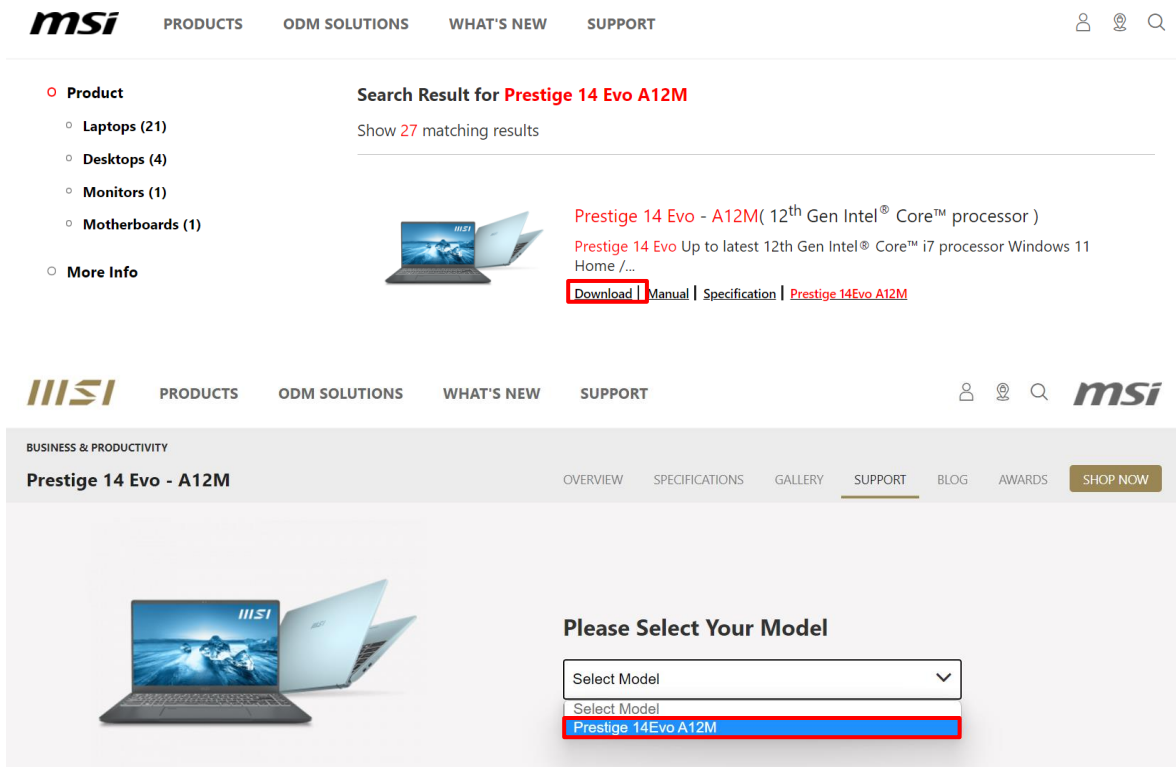 msi PRODUCTS ODM SOLUTIONS WHAT'S NEW SUPPORT
Product
Laptops (21)
Desktops (4)
Monitors (1)
Motherboards (1)
More Info
Search Result for Prestige 14 Evo A12M
Show 27 matching results
msi
Prestige 14 Evo - A12M( 12th Gen Intel® Core™ processor )
Prestige 14 Evo Up to latest 12th Gen Intel® Core™ i7 processor Windows 11
Home /...
Download | Manual | Specification | Prestige 14Evo A12M
msi PRODUCTS ODM SOLUTIONS WHAT'S NEW SUPPORT msi
BUSINESS & PRODUCTIVITY
Prestige 14 Evo - A12M OVERVIEW SPECIFICATIONS GALLERY SUPPORT BLOG AWARDS SHOP NOW
msi
msi
Please Select Your Model
Select Model
Select Model
Prestige 14Evo A12M